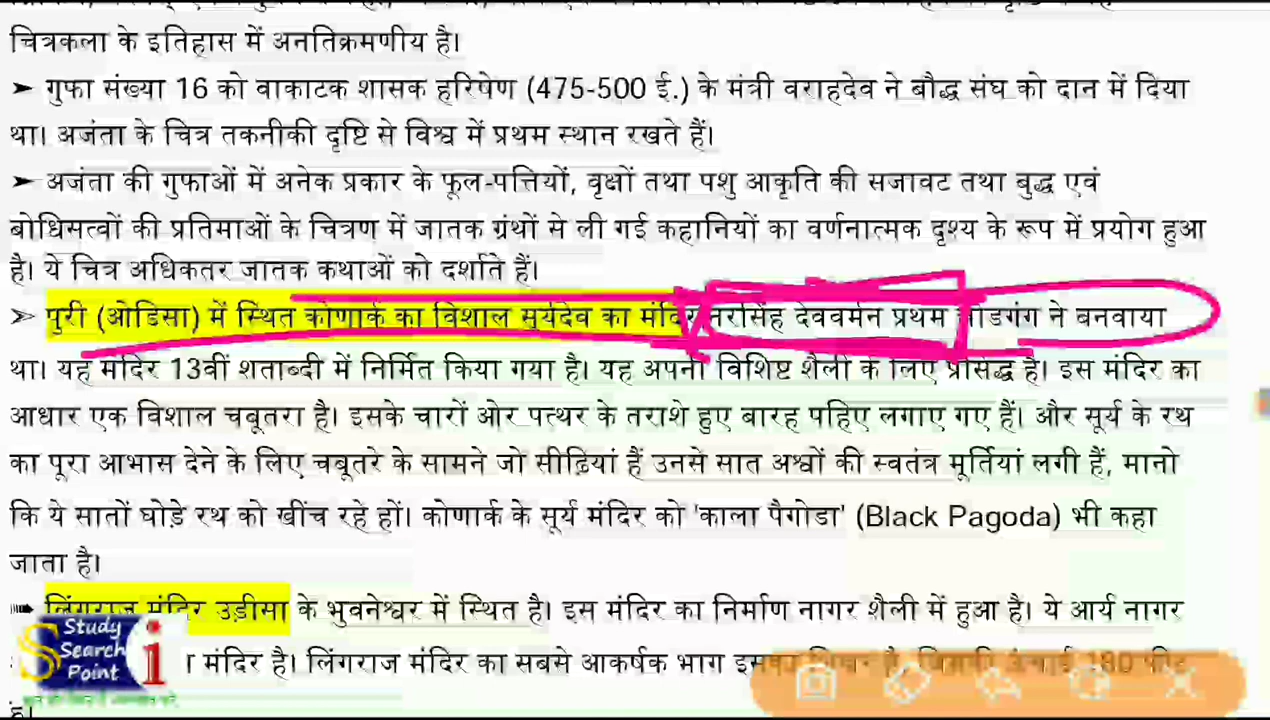 चित्रकला के इतिहास में अनतिक्रमणीय है।
➤ गुफा संख्या 16 को वाकाटक शासक हरिषेण (475-500 ई.) के मंत्री वराहदेव ने बौद्ध संघ को दान में दिया
था। अजंता के चित्र तकनीकी दृष्टि से विश्व में प्रथम स्थान रखते हैं।
➤ अजंता की गुफाओं में अनेक प्रकार के फूल-पत्तियों, वृक्षों तथा पशु आकृति की सजावट तथा बुद्ध एवं
बोधिसत्वों की प्रतिमाओं के चित्रण में जातक ग्रंथों से ली गई कहानियों का वर्णनात्मक दृश्य के रूप में प्रयोग हुआ
है। ये चित्र अधिकतर जातक कथाओं को दर्शाते हैं।
➤ पुरी (ओडिसा) में स्थित कोणार्क का विशाल सूर्यदेव का मंदिर नरसिंह देववर्मन प्रथम चोडगंग ने बनवाया
था। यह मंदिर 13वीं शताब्दी में निर्मित किया गया है। यह अपनी विशिष्ट शैली के लिए प्रसिद्ध है। इस मंदिर का
आधार एक विशाल चबूतरा है। इसके चारों ओर पत्थर के तराशे हुए बारह पहिए लगाए गए हैं। और सूर्य के रथ
का पूरा आभास देने के लिए चबूतरे के सामने जो सीढ़ियां हैं उनसे सात अश्वों की स्वतंत्र मूर्तियां लगी हैं, मानो
कि ये सातों घोड़े रथ को खींच रहे हों। कोणार्क के सूर्य मंदिर को 'काला पैगोडा' (Black Pagoda) भी कहा
जाता है।
लिंगराज मंदिर उड़ीसा के भुवनेश्वर में स्थित है। इस मंदिर का निर्माण नागर शैली में हुआ है। ये आर्य नागर
मंदिर है। लिंगराज मंदिर का सबसे आकर्षक भाग इसका शिखर है, जिसकी ऊंचाई 180 फीट
है।
Study
Search
Point